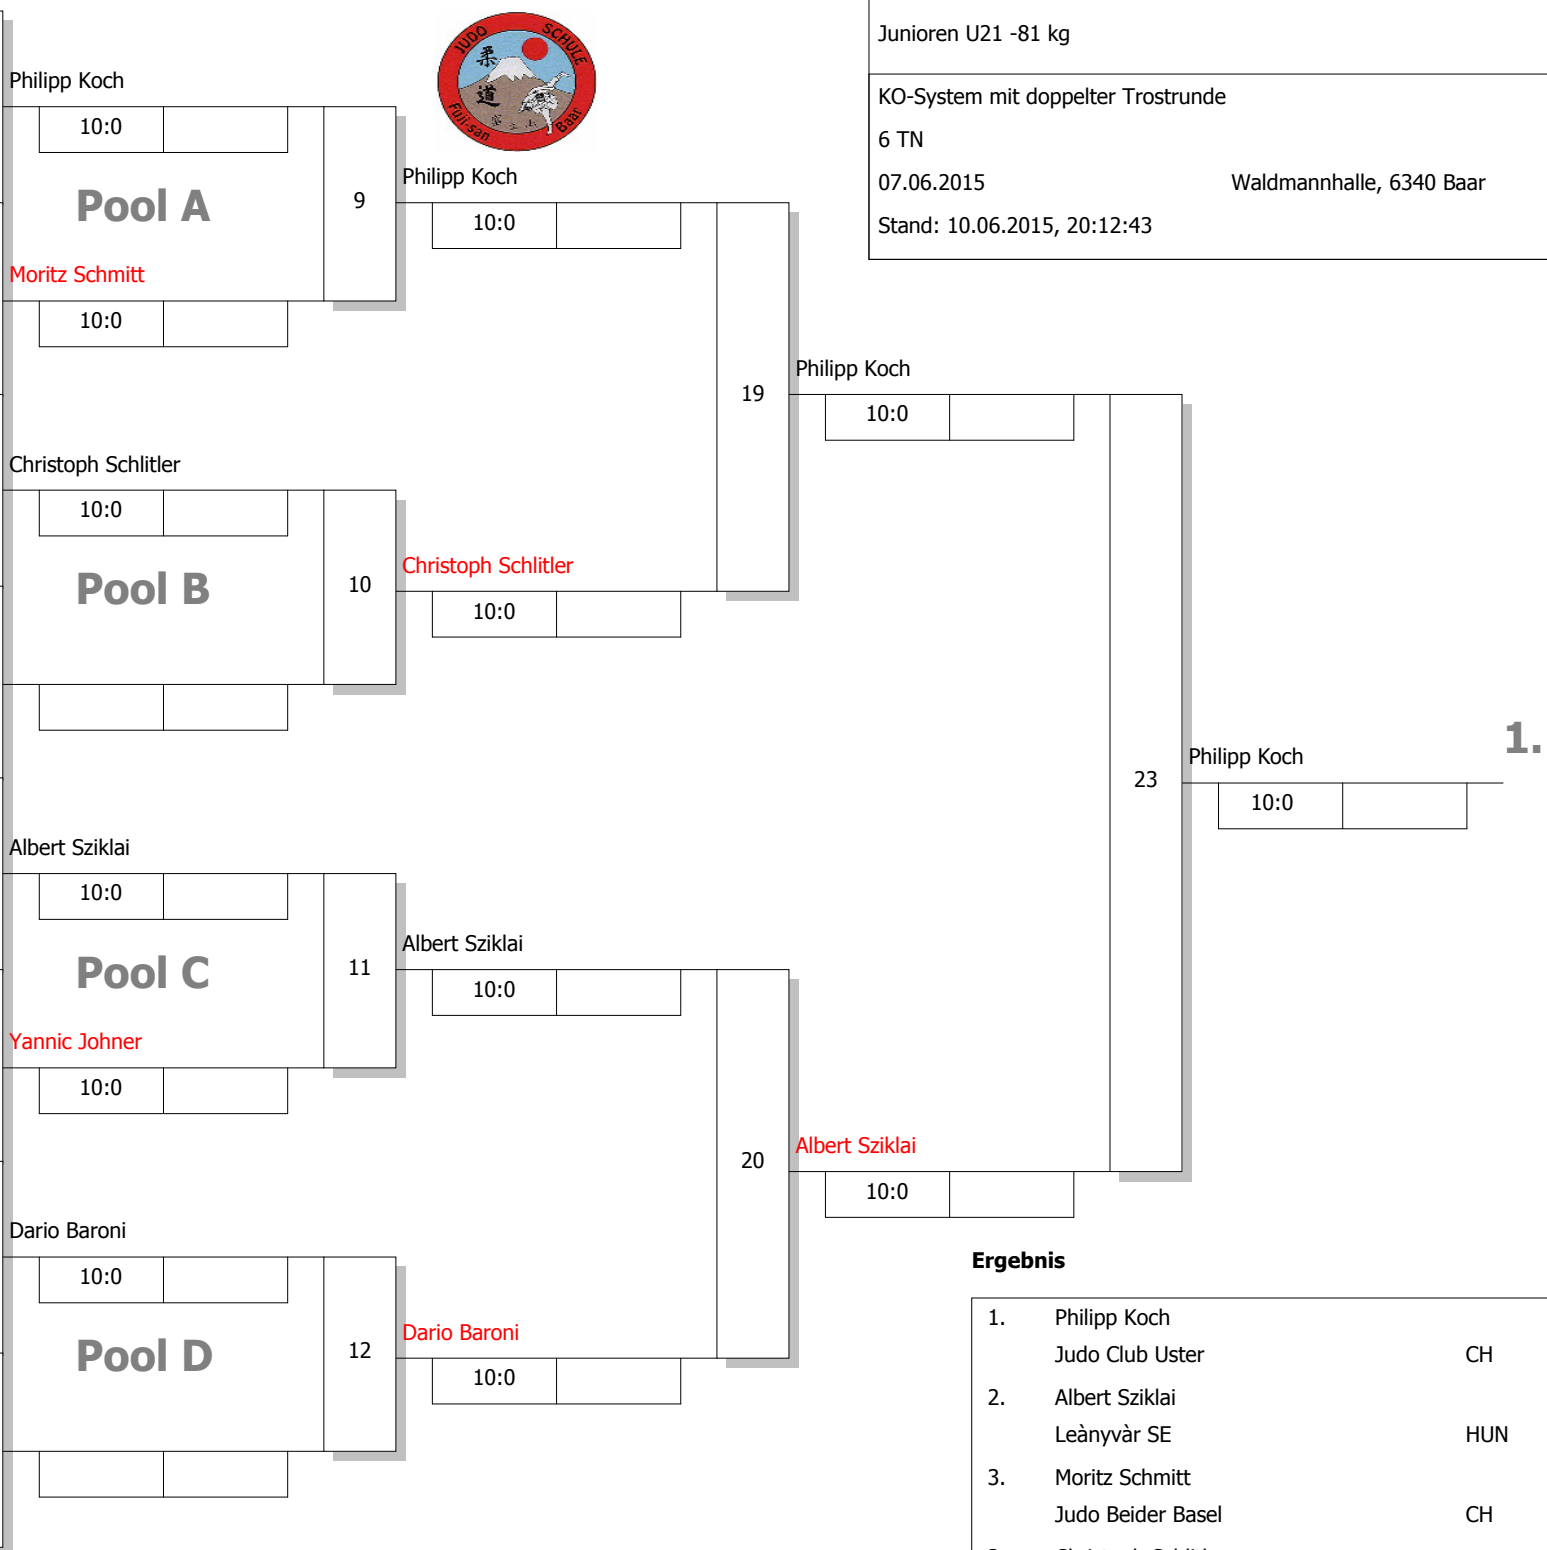 JUDO SCHULE
柔
道
Fuji-san Baar
Junioren U21 -81 kg
KO-System mit doppelter Trostrunde
6 TN
07.06.2015 Waldmannhalle, 6340 Baar
Stand: 10.06.2015, 20:12:43
Philipp Koch
10:0
Pool A
9
Moritz Schmitt
10:0
Philipp Koch
10:0
Christoph Schlitler
10:0
Pool B
10
Christoph Schlitler
10:0
19
Philipp Koch
10:0
Albert Sziklai
10:0
Pool C
11
Yannic Johner
10:0
Albert Sziklai
10:0
Dario Baroni
10:0
Pool D
12
Dario Baroni
10:0
20
Albert Sziklai
10:0
23
Philipp Koch
10:0
1.
Ergebnis
1. Philipp Koch
Judo Club Uster CH
2. Albert Sziklai
Leànyvàr SE HUN
3. Moritz Schmitt
Judo Beider Basel CH